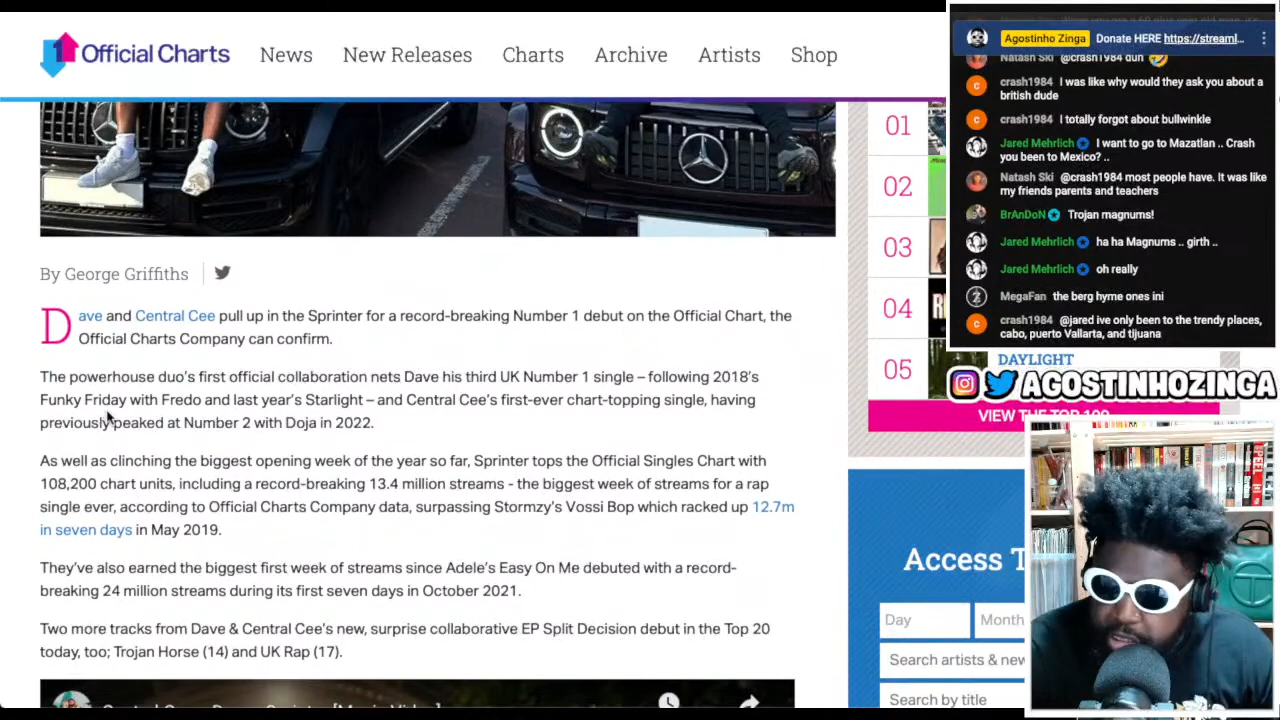 Official Charts
News
New Releases
Charts
Archive
Artists
Shop
By George Griffiths
Dave and Central Cee pull up in the Sprinter for a record-breaking Number 1 debut on the Official Chart, the
Official Charts Company can confirm.
The powerhouse duo's first official collaboration nets Dave his third UK Number 1 single – following 2018's
Funky Friday with Fredo and last year's Starlight – and Central Cee's first-ever chart-topping single, having
previously peaked at Number 2 with Doja in 2022.
As well as clinching the biggest opening week of the year so far, Sprinter tops the Official Singles Chart with
108,200 chart units, including a record-breaking 13.4 million streams - the biggest week of streams for a rap
single ever, according to Official Charts Company data, surpassing Stormzy's Vossi Bop which racked up 12.7m
in seven days in May 2019.
They've also earned the biggest first week of streams since Adele's Easy On Me debuted with a record-
breaking 24 million streams during its first seven days in October 2021.
Two more tracks from Dave & Central Cee's new, surprise collaborative EP Split Decision debut in the Top 20
today, too; Trojan Horse (14) and UK Rap (17).
01
02
03
04
05
DAYLIGHT
VIEW THE TOP 100
Access T
Day
Month
Search artists & new
Search by title
Agostinho Zinga Donate HERE https://streaml...
Natash Ski @crash1984 duh
crash1984 I was like why would they ask you about a
british dude
crash1984 I totally forgot about bullwinkle
Jared Mehrlich I want to go to Mazatlan .. Crash
you been to Mexico? ..
Natash Ski @crash1984 most people have. It was like
my friends parents and teachers
BrAnDoN Trojan magnums!
Jared Mehrlich ha ha Magnums .. girth ..
Jared Mehrlich oh really
MegaFan the berg hyme ones ini
crash1984 @jared ive only been to the trendy places,
cabo, puerto Vallarta, and tijuana
@AGOSTINHOZINGA